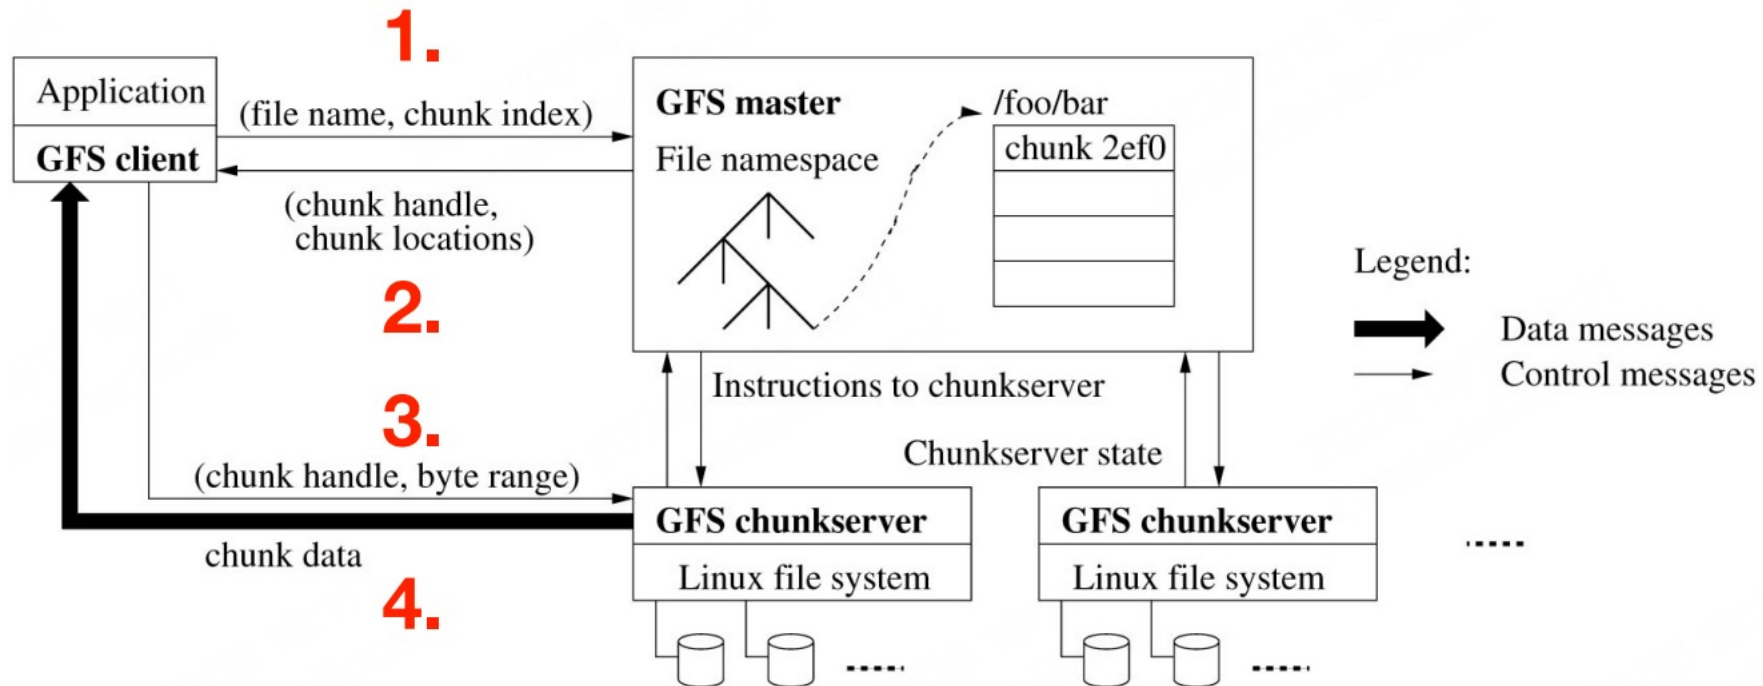 1.
Application
(file name, chunk index)
GFS client
(chunk handle,
chunk locations)
2.
3.
(chunk handle, byte range)
chunk data
4.
GFS master
File namespace
/foo/bar
chunk 2ef0
Instructions to chunkserver
Chunkserver state
GFS chunkserver
Linux file system
GFS chunkserver
Linux file system
Legend:
Data messages
Control messages